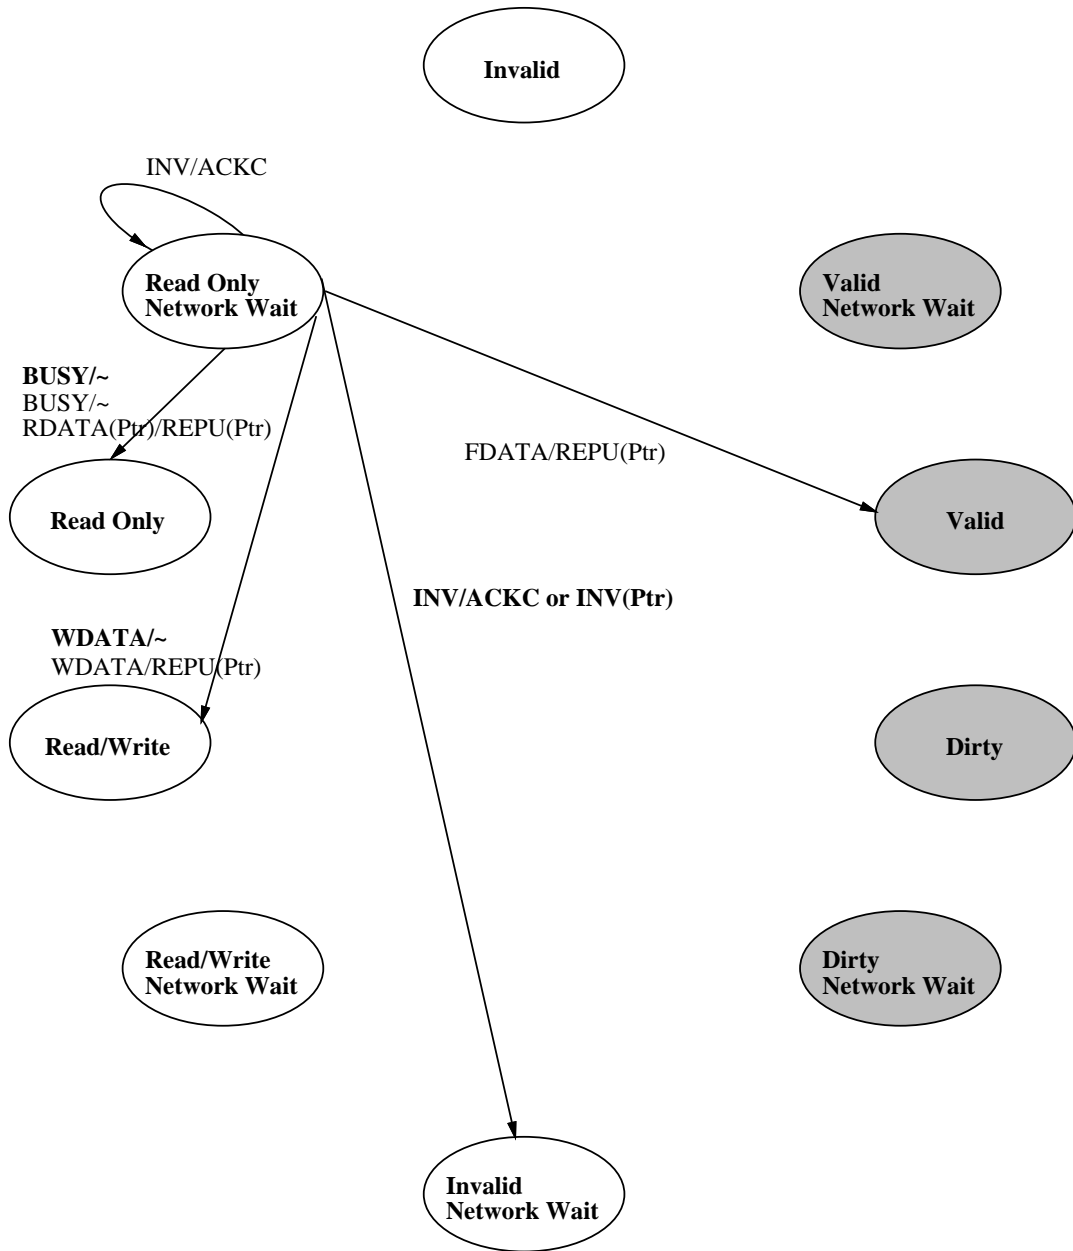 Invalid
INV/ACKC
Read Only
Network Wait
Valid
Network Wait
BUSY/~
BUSY/~
RDATA(Ptr)/REPU(Ptr)
FDATA/REPU(Ptr)
Read Only
Valid
INV/ACKC or INV(Ptr)
WDATA/~
WDATA/REPU(Ptr)
Read/Write
Dirty
Read/Write
Network Wait
Dirty
Network Wait
Invalid
Network Wait